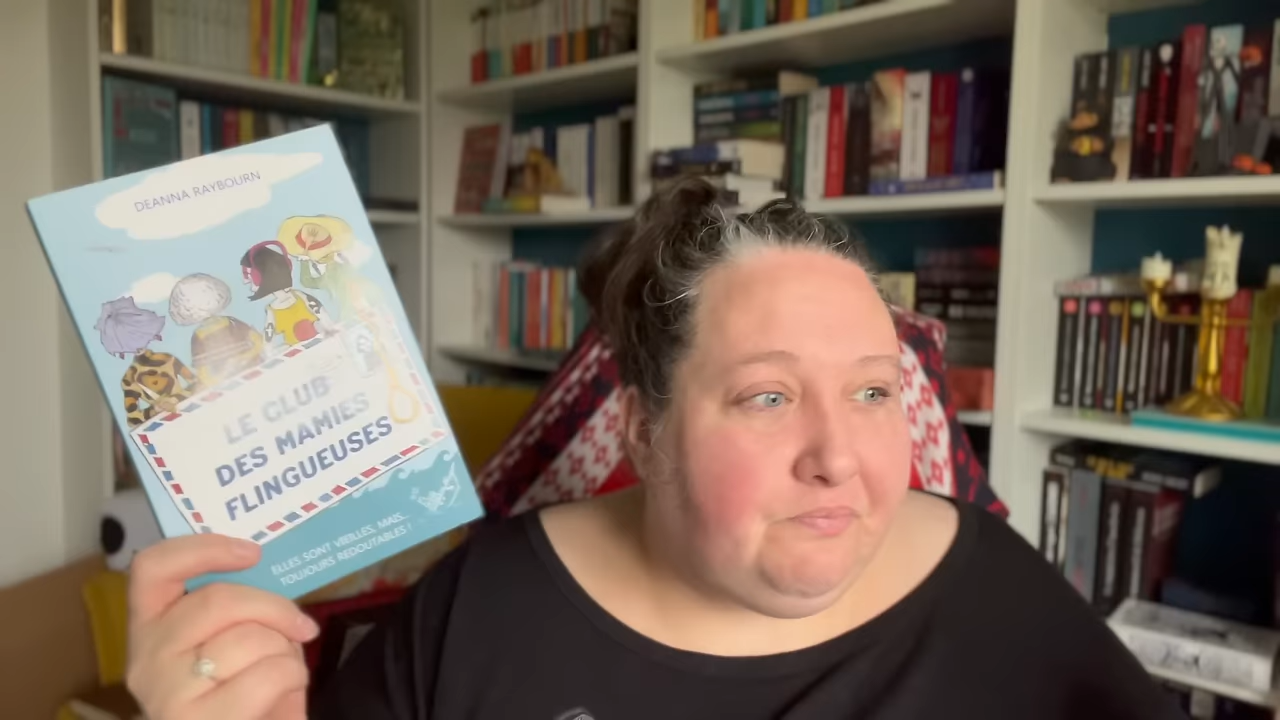 DEANNA RAYBOURN
LE CLUB
DES MAMIES
FLINGUEUSES
ELLES SONT VIEILLES, MAIS...
TOUJOURS REDOUTABLES !